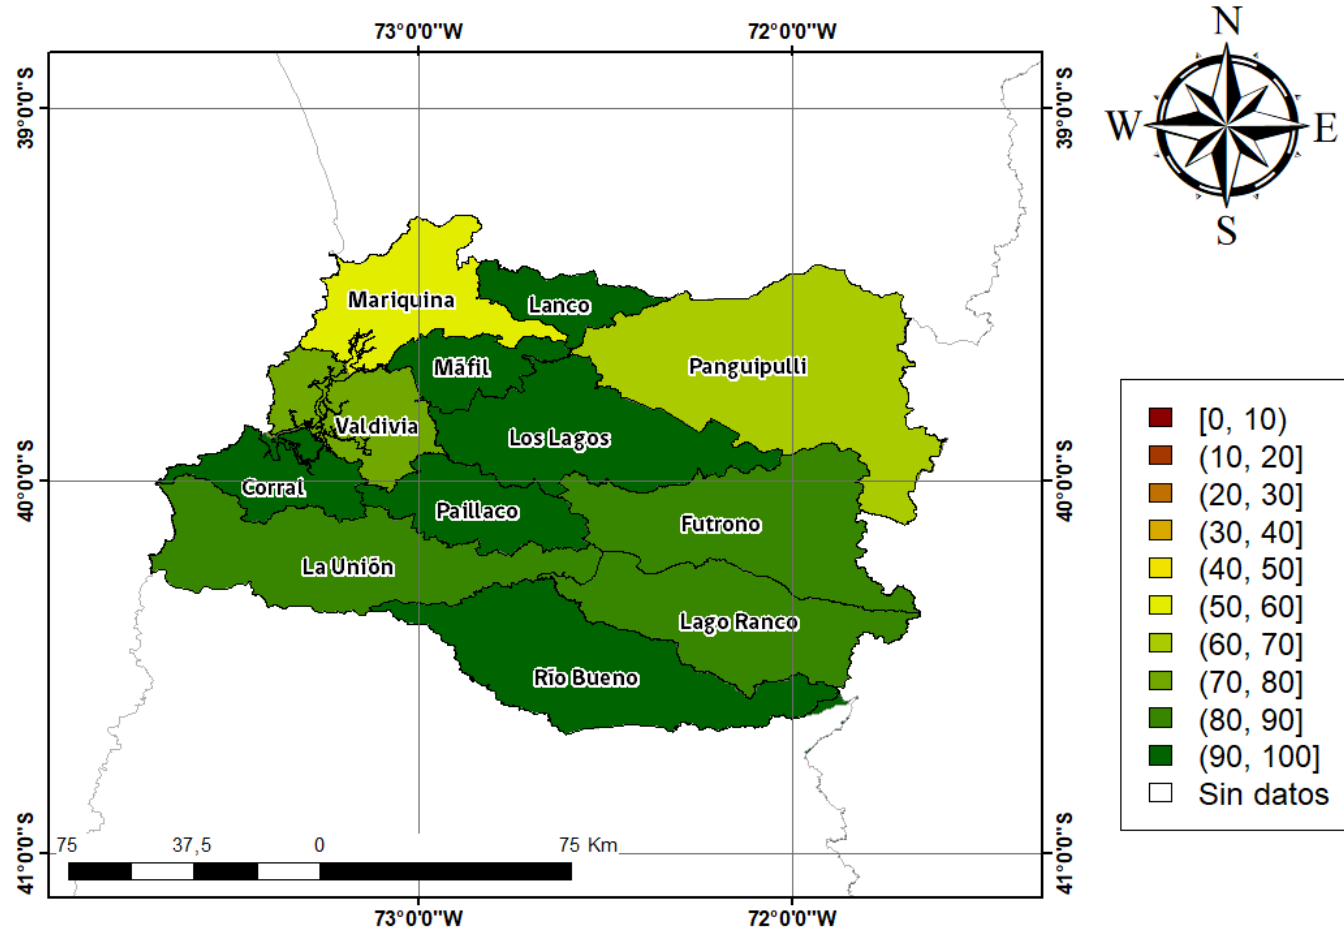 73°0'0"W
72°0'0"W
N
W
E
S
39°0'0"S
39°0'0"S
Mariquina
Lanco
Máfil
Panguipulli
Valdivia
Los Lagos
Corral
40°0'0"S
40°0'0"S
Paillaco
Futrono
La Unión
Lago Ranco
Río Bueno
[0, 10)
(10, 20]
(20, 30]
(30, 40]
(40, 50]
(50, 60]
(60, 70]
(70, 80]
(80, 90]
(90, 100]
Sin datos
75 37,5 0 75 Km
41°0'0"S
41°0'0"S
73°0'0"W
72°0'0"W